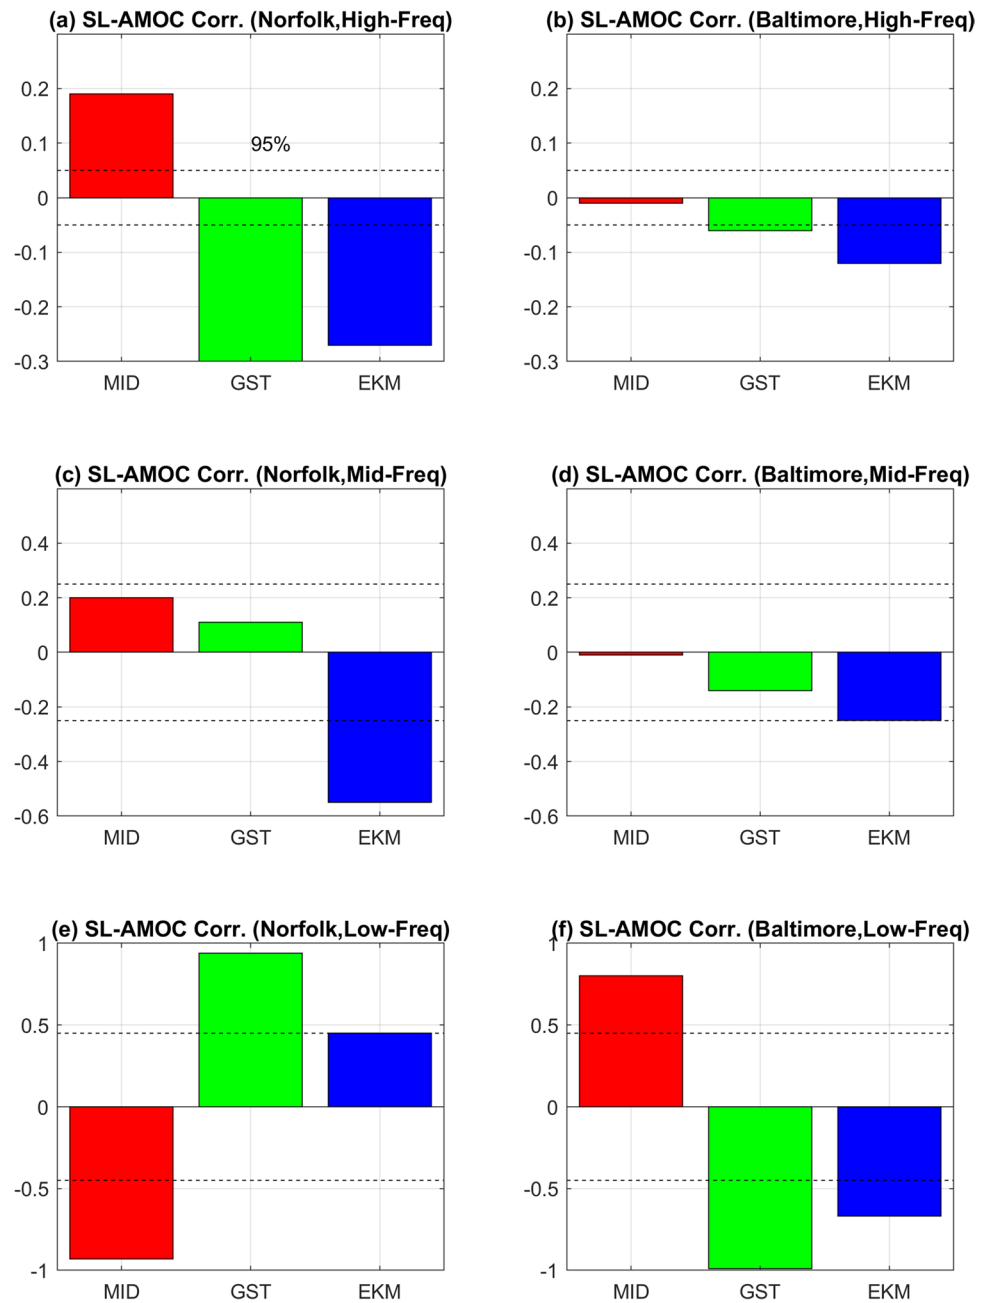 (a) SL-AMOC Corr. (Norfolk,High-Freq)
0.2
0.1
0
-0.1
-0.2
-0.3
95%
MID GST EKM
(b) SL-AMOC Corr. (Baltimore,High-Freq)
0.2
0.1
0
-0.1
-0.2
-0.3
MID GST EKM
(c) SL-AMOC Corr. (Norfolk,Mid-Freq)
0.4
0.2
0
-0.2
-0.4
-0.6
MID GST EKM
(d) SL-AMOC Corr. (Baltimore,Mid-Freq)
0.4
0.2
0
-0.2
-0.4
-0.6
MID GST EKM
(e) SL-AMOC Corr. (Norfolk,Low-Freq)
1
0.5
0
-0.5
-1
MID GST EKM
(f) SL-AMOC Corr. (Baltimore,Low-Freq)
1
0.5
0
-0.5
-1
MID GST EKM